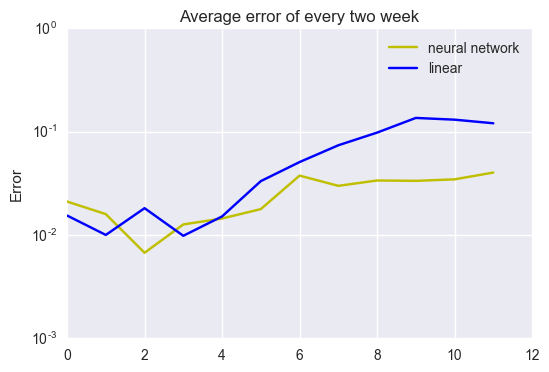 Average error of every two week
10^0
neural network
linear
10^-1
Error
10^-2
10^-3
0 2 4 6 8 10 12